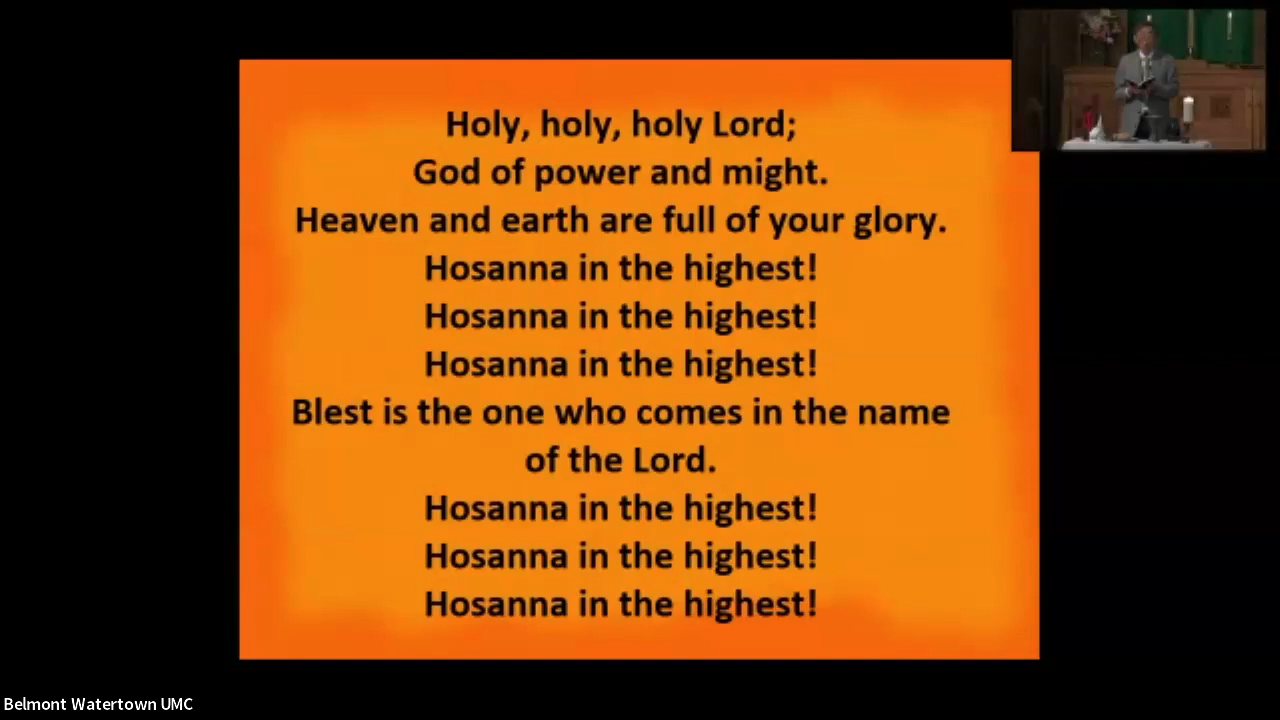 Holy, holy, holy Lord;
God of power and might.
Heaven and earth are full of your glory.
Hosanna in the highest!
Hosanna in the highest!
Hosanna in the highest!
Blest is the one who comes in the name
of the Lord.
Hosanna in the highest!
Hosanna in the highest!
Hosanna in the highest!
Belmont Watertown UMC